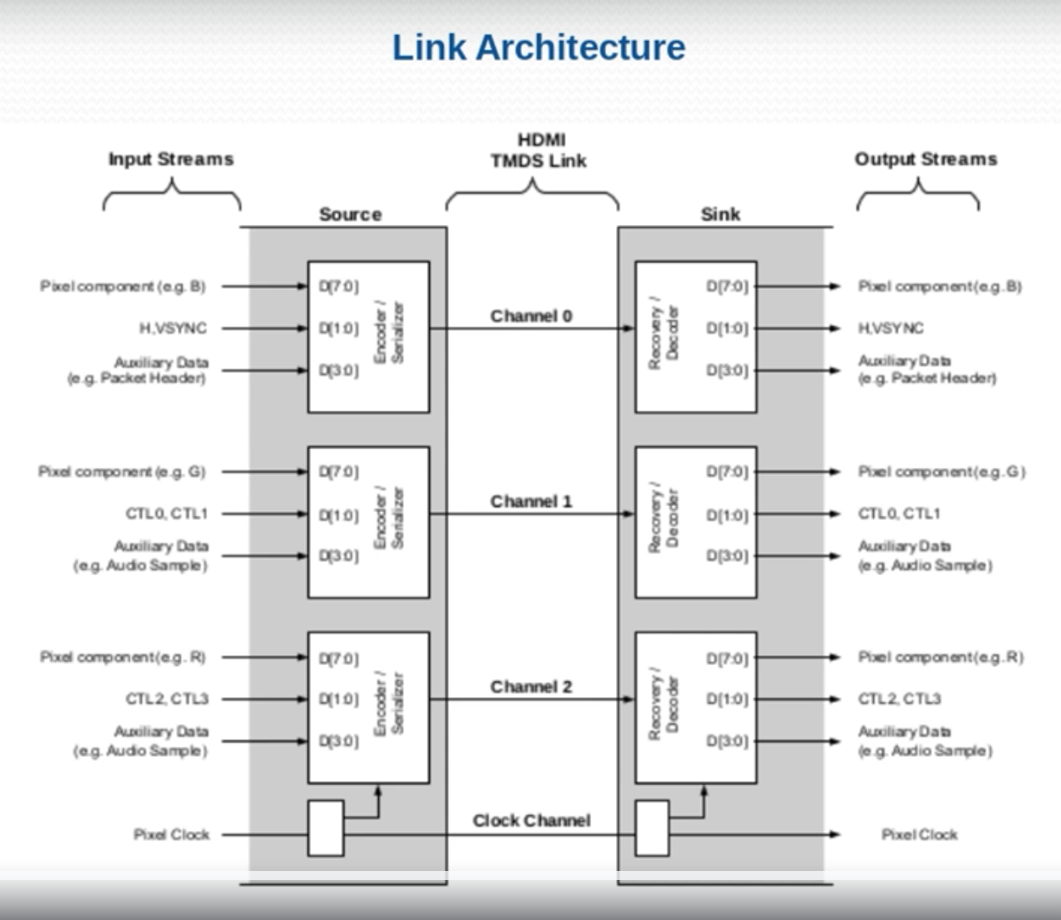 Link Architecture
HDMI
TMDS Link
Input Streams
Output Streams
Source
Sink
Pixel component (e.g. B)
H,VSYNC
Auxiliary Data
(e.g. Packet Header)
D[7:0]
D[1:0]
D[3:0]
Encoder /
Serializer
Channel 0
Recovery /
Decoder
D[7:0]
D[1:0]
D[3:0]
Pixel component(e.g. B)
H,VSYNC
Auxiliary Data
(e.g. Packet Header)
Pixel component (e.g. G)
CTL0, CTL1
Auxiliary Data
(e.g. Audio Sample)
D[7:0]
D[1:0]
D[3:0]
Encoder /
Serializer
Channel 1
Recovery /
Decoder
D[7:0]
D[1:0]
D[3:0]
Pixel component(e.g. G)
CTL0, CTL1
Auxiliary Data
(e.g. Audio Sample)
Pixel component(e.g. R)
CTL2, CTL3
Auxiliary Data
(e.g. Audio Sample)
D[7:0]
D[1:0]
D[3:0]
Encoder /
Serializer
Channel 2
Recovery /
Decoder
D[7:0]
D[1:0]
D[3:0]
Pixel component(e.g. R)
CTL2, CTL3
Auxiliary Data
(e.g. Audio Sample)
Pixel Clock
Clock Channel
Pixel Clock